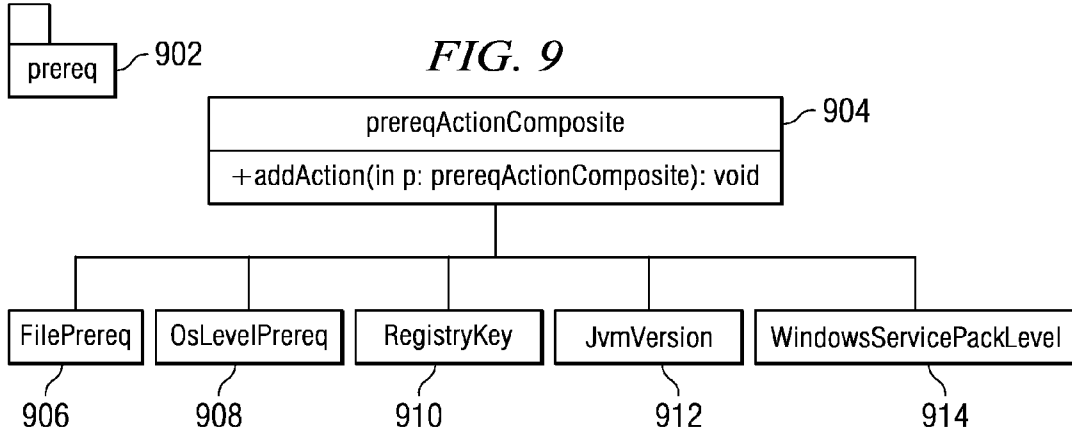 prereq
902
FIG. 9
prereqActionComposite
904
+addAction(in p: prereqActionComposite): void
FilePrereq
OsLevelPrereq
RegistryKey
JvmVersion
WindowsServicePackLevel
906
908
910
912
914